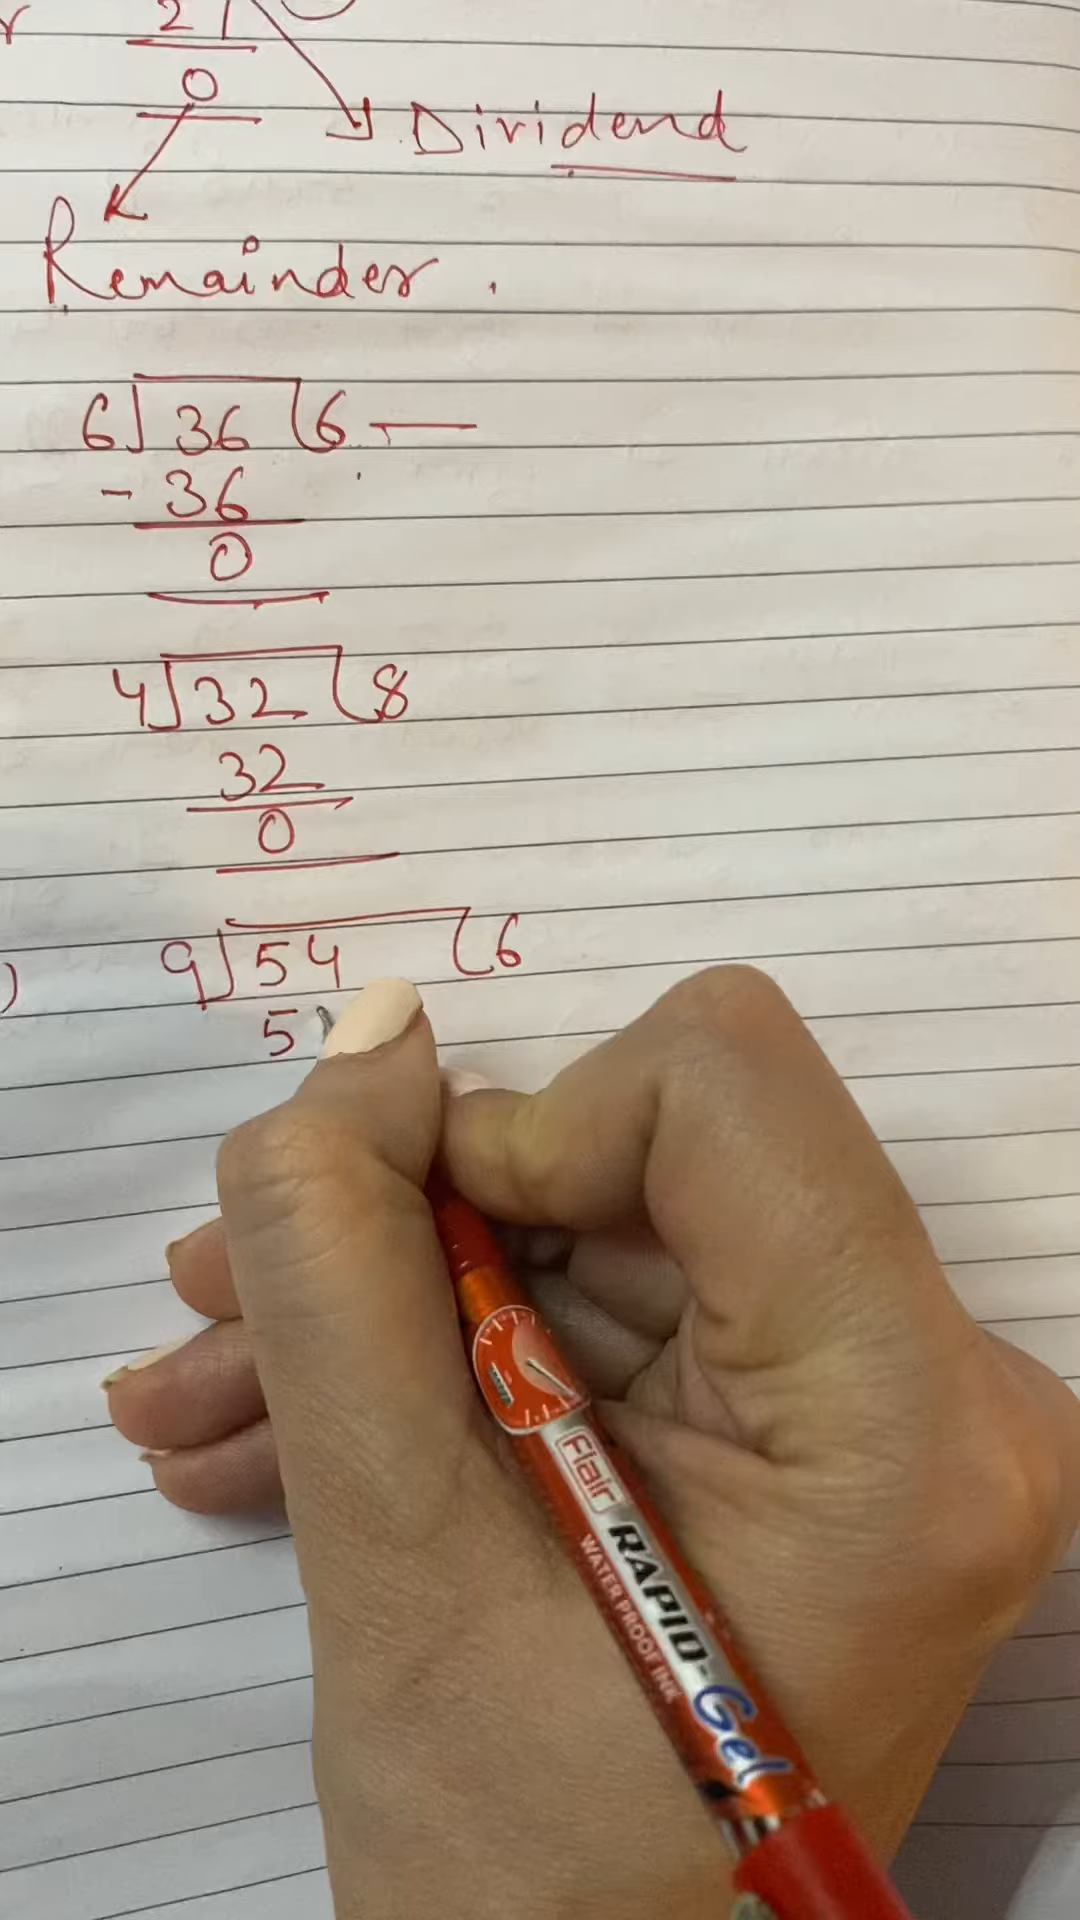 21
0
Dividend
Remainder .
6 36 6 —
- 36
0
4 32 8
32
0
) 9 54 6
5
Flair
RAPID-Gel
WATER PROOF INK